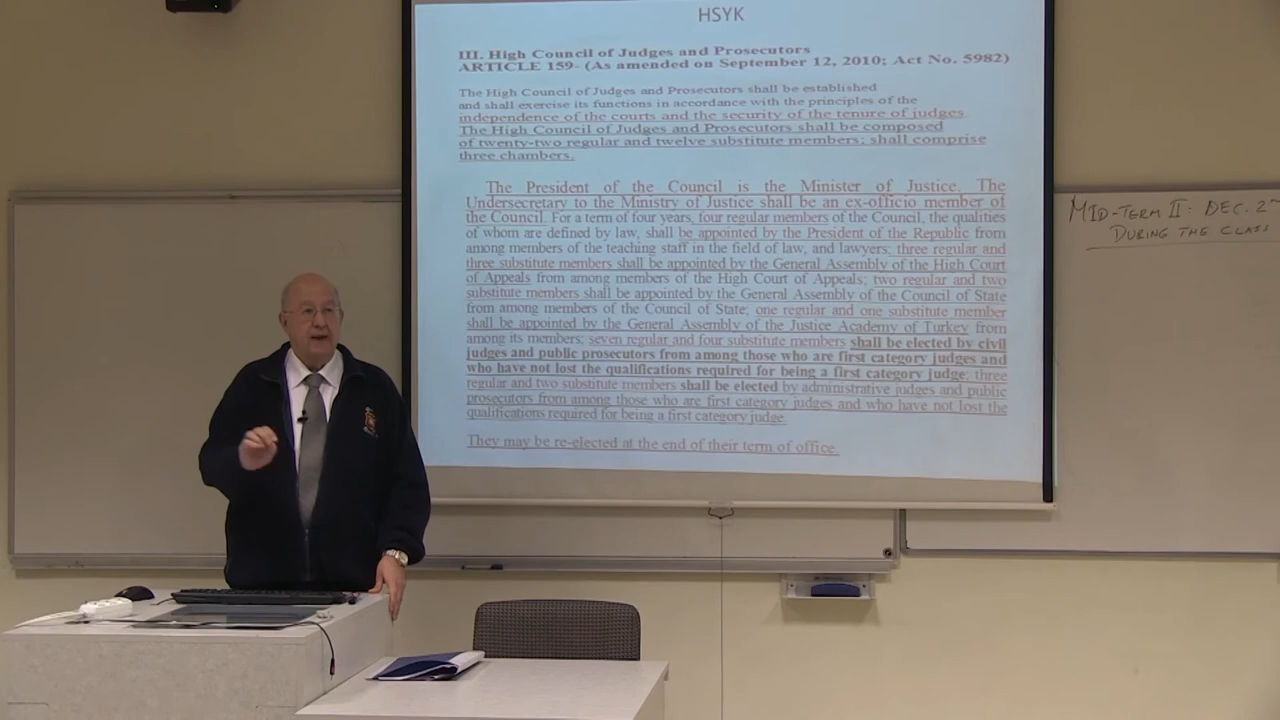 HSYK
III. High Council of Judges and Prosecutors
ARTICLE 159- (As amended on September 12, 2010; Act No. 5982)
The High Council of Judges and Prosecutors shall be established
and shall exercise its functions in accordance with the principles of the
independence of the courts and the security of the tenure of judges.
The High Council of Judges and Prosecutors shall be composed
of twenty-two regular and twelve substitute members; shall comprise
three chambers.
The President of the Council is the Minister of Justice. The
Undersecretary to the Ministry of Justice shall be an ex-officio member of
the Council. For a term of four years, four regular members of the Council, the qualities
of whom are defined by law, shall be appointed by the President of the Republic from
among members of the teaching staff in the field of law, and lawyers; three regular and
three substitute members shall be appointed by the General Assembly of the High Court
of Appeals from among members of the High Court of Appeals; two regular and two
substitute members shall be appointed by the General Assembly of the Council of State
from among members of the Council of State; one regular and one substitute member
shall be appointed by the General Assembly of the Justice Academy of Turkey from
among its members; seven regular and four substitute members shall be elected by civil
judges and public prosecutors from among those who are first category judges and
who have not lost the qualifications required for being a first category judge; three
regular and two substitute members shall be elected by administrative judges and public
prosecutors from among those who are first category judges and who have not lost the
qualifications required for being a first category judge.
They may be re-elected at the end of their term of office.
MID-TERM II: DEC. 2
DURING THE CLASS